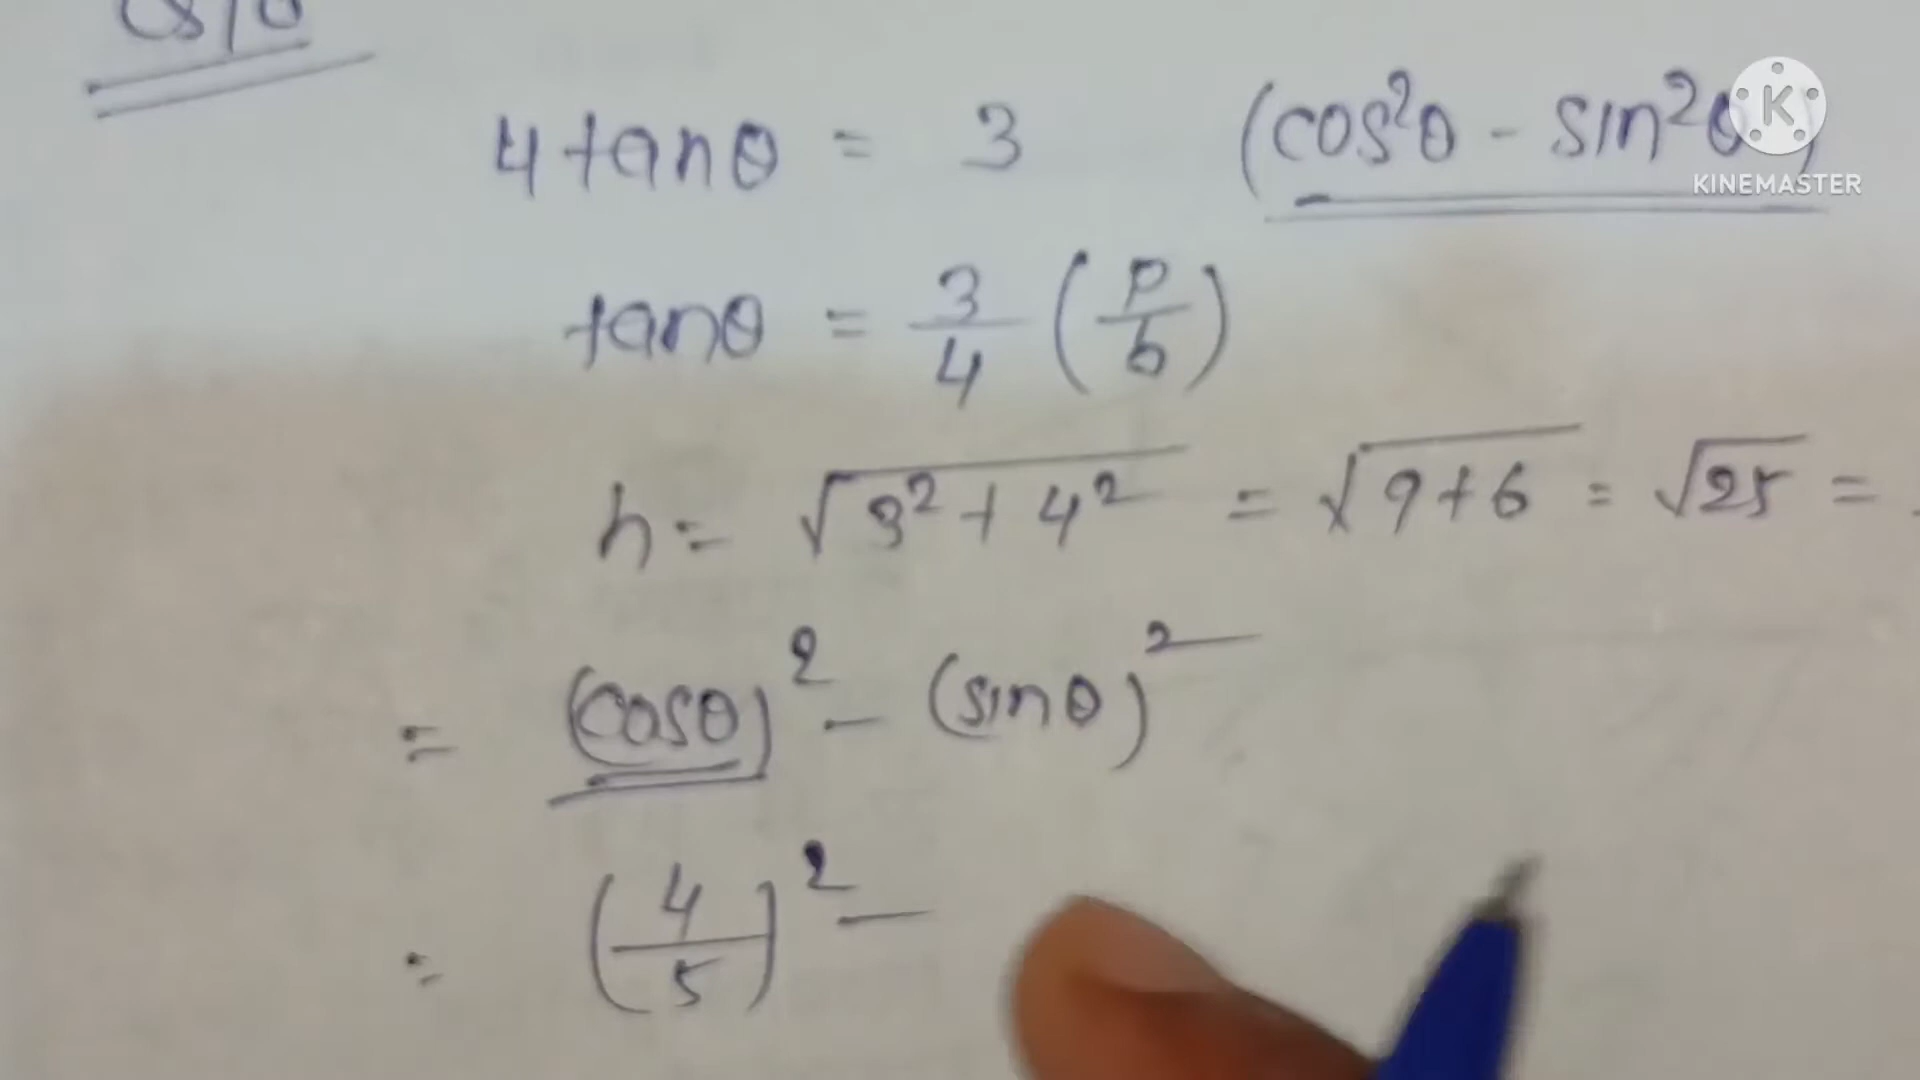 4tanθ = 3 (cos²θ - sin²θ)
K
KINEMASTER
tanθ = 3/4 (p/b)
h = √3²+4² = √9+6 = √25 =
= (cosθ)² - (sinθ)²
= (4/5)² -